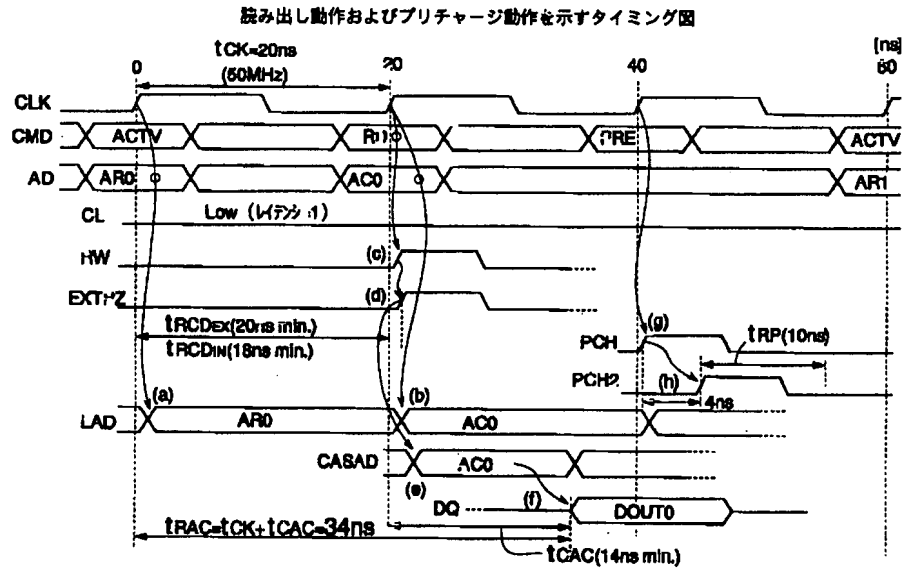 読み出し動作およびプリチャージ動作を示すタイミング図
tCK=20ns
(50MHz)
[ns]
0
20
40
60
CLK
CMD
ACTV
PRE
ACTV
AD
AR0
AC0
AR1
CL
Low (レイテンシ:1)
RW
(c)
EXTPZ
(d)
tRCDEX(20ns min.)
tRCDIN(18ns min.)
PCH
(g)
tRP(10ns)
PCH2
(h)
4ns
LAD
(a)
AR0
(b)
AC0
CASAD
AC0
(e)
DQ
(f)
DOUT0
tRAC=tCK+tCAC=34ns
tCAC(14ns min.)